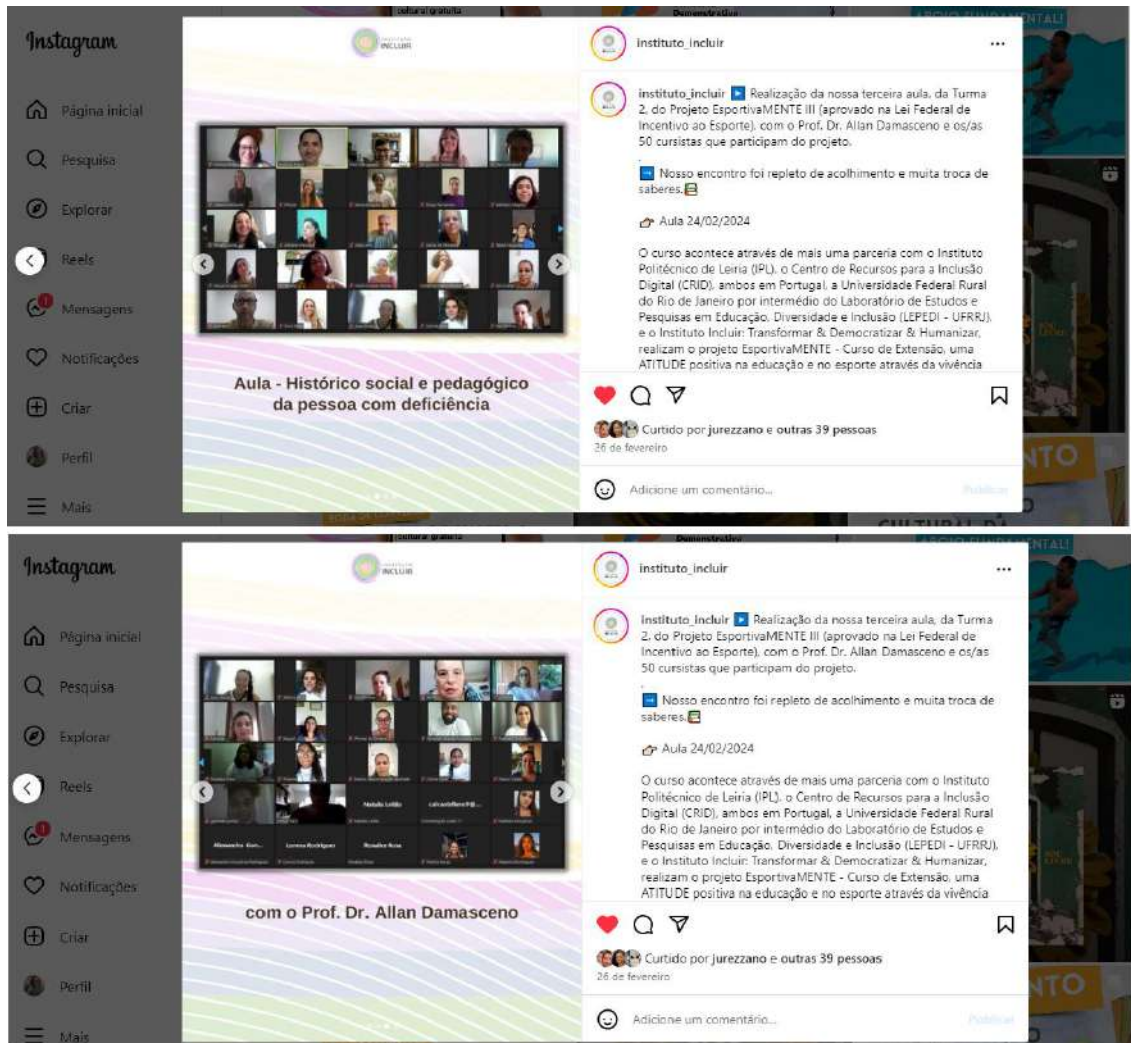 cultural gratuita
Demonstrativo
Instagram
Página inicial
Pesquisa
Explorar
Reels
Mensagens
Notificações
Criar
Perfil
Mais
INCLUIR
Aula - Histórico social e pedagógico
da pessoa com deficiência
instituto_incluir
instituto_incluir ▶️ Realização da nossa terceira aula, da Turma
2, do Projeto EsportivaMENTE III (aprovado na Lei Federal de
Incentivo ao Esporte), com o Prof. Dr. Allan Damasceno e os/as
50 cursistas que participam do projeto.
.
➡️ Nosso encontro foi repleto de acolhimento e muita troca de
saberes.
👉 Aula 24/02/2024
O curso acontece através de mais uma parceria com o Instituto
Politécnico de Leiria (IPL), o Centro de Recursos para a Inclusão
Digital (CRID), ambos em Portugal, a Universidade Federal Rural
do Rio de Janeiro por intermédio do Laboratório de Estudos e
Pesquisas em Educação, Diversidade e Inclusão (LEPEDI - UFRRJ),
e o Instituto Incluir: Transformar & Democratizar & Humanizar,
realizam o projeto EsportivaMENTE - Curso de Extensão, uma
ATITUDE positiva na educação e no esporte através da vivência
Curtido por jurezzano e outras 39 pessoas
26 de fevereiro
Adicione um comentário...
Publicar
Instagram
Página inicial
Pesquisa
Explorar
Reels
Mensagens
Notificações
Criar
Perfil
Mais
INCLUIR
Natalia Leitão
Lorena Rodrigues
Rosalice Rosa
com o Prof. Dr. Allan Damasceno
instituto_incluir
instituto_incluir ▶️ Realização da nossa terceira aula, da Turma
2, do Projeto EsportivaMENTE III (aprovado na Lei Federal de
Incentivo ao Esporte), com o Prof. Dr. Allan Damasceno e os/as
50 cursistas que participam do projeto.
.
➡️ Nosso encontro foi repleto de acolhimento e muita troca de
saberes.
👉 Aula 24/02/2024
O curso acontece através de mais uma parceria com o Instituto
Politécnico de Leiria (IPL), o Centro de Recursos para a Inclusão
Digital (CRID), ambos em Portugal, a Universidade Federal Rural
do Rio de Janeiro por intermédio do Laboratório de Estudos e
Pesquisas em Educação, Diversidade e Inclusão (LEPEDI - UFRRJ),
e o Instituto Incluir: Transformar & Democratizar & Humanizar,
realizam o projeto EsportivaMENTE - Curso de Extensão, uma
ATITUDE positiva na educação e no esporte através da vivência
Curtido por jurezzano e outras 39 pessoas
26 de fevereiro
Adicione um comentário...
Publicar